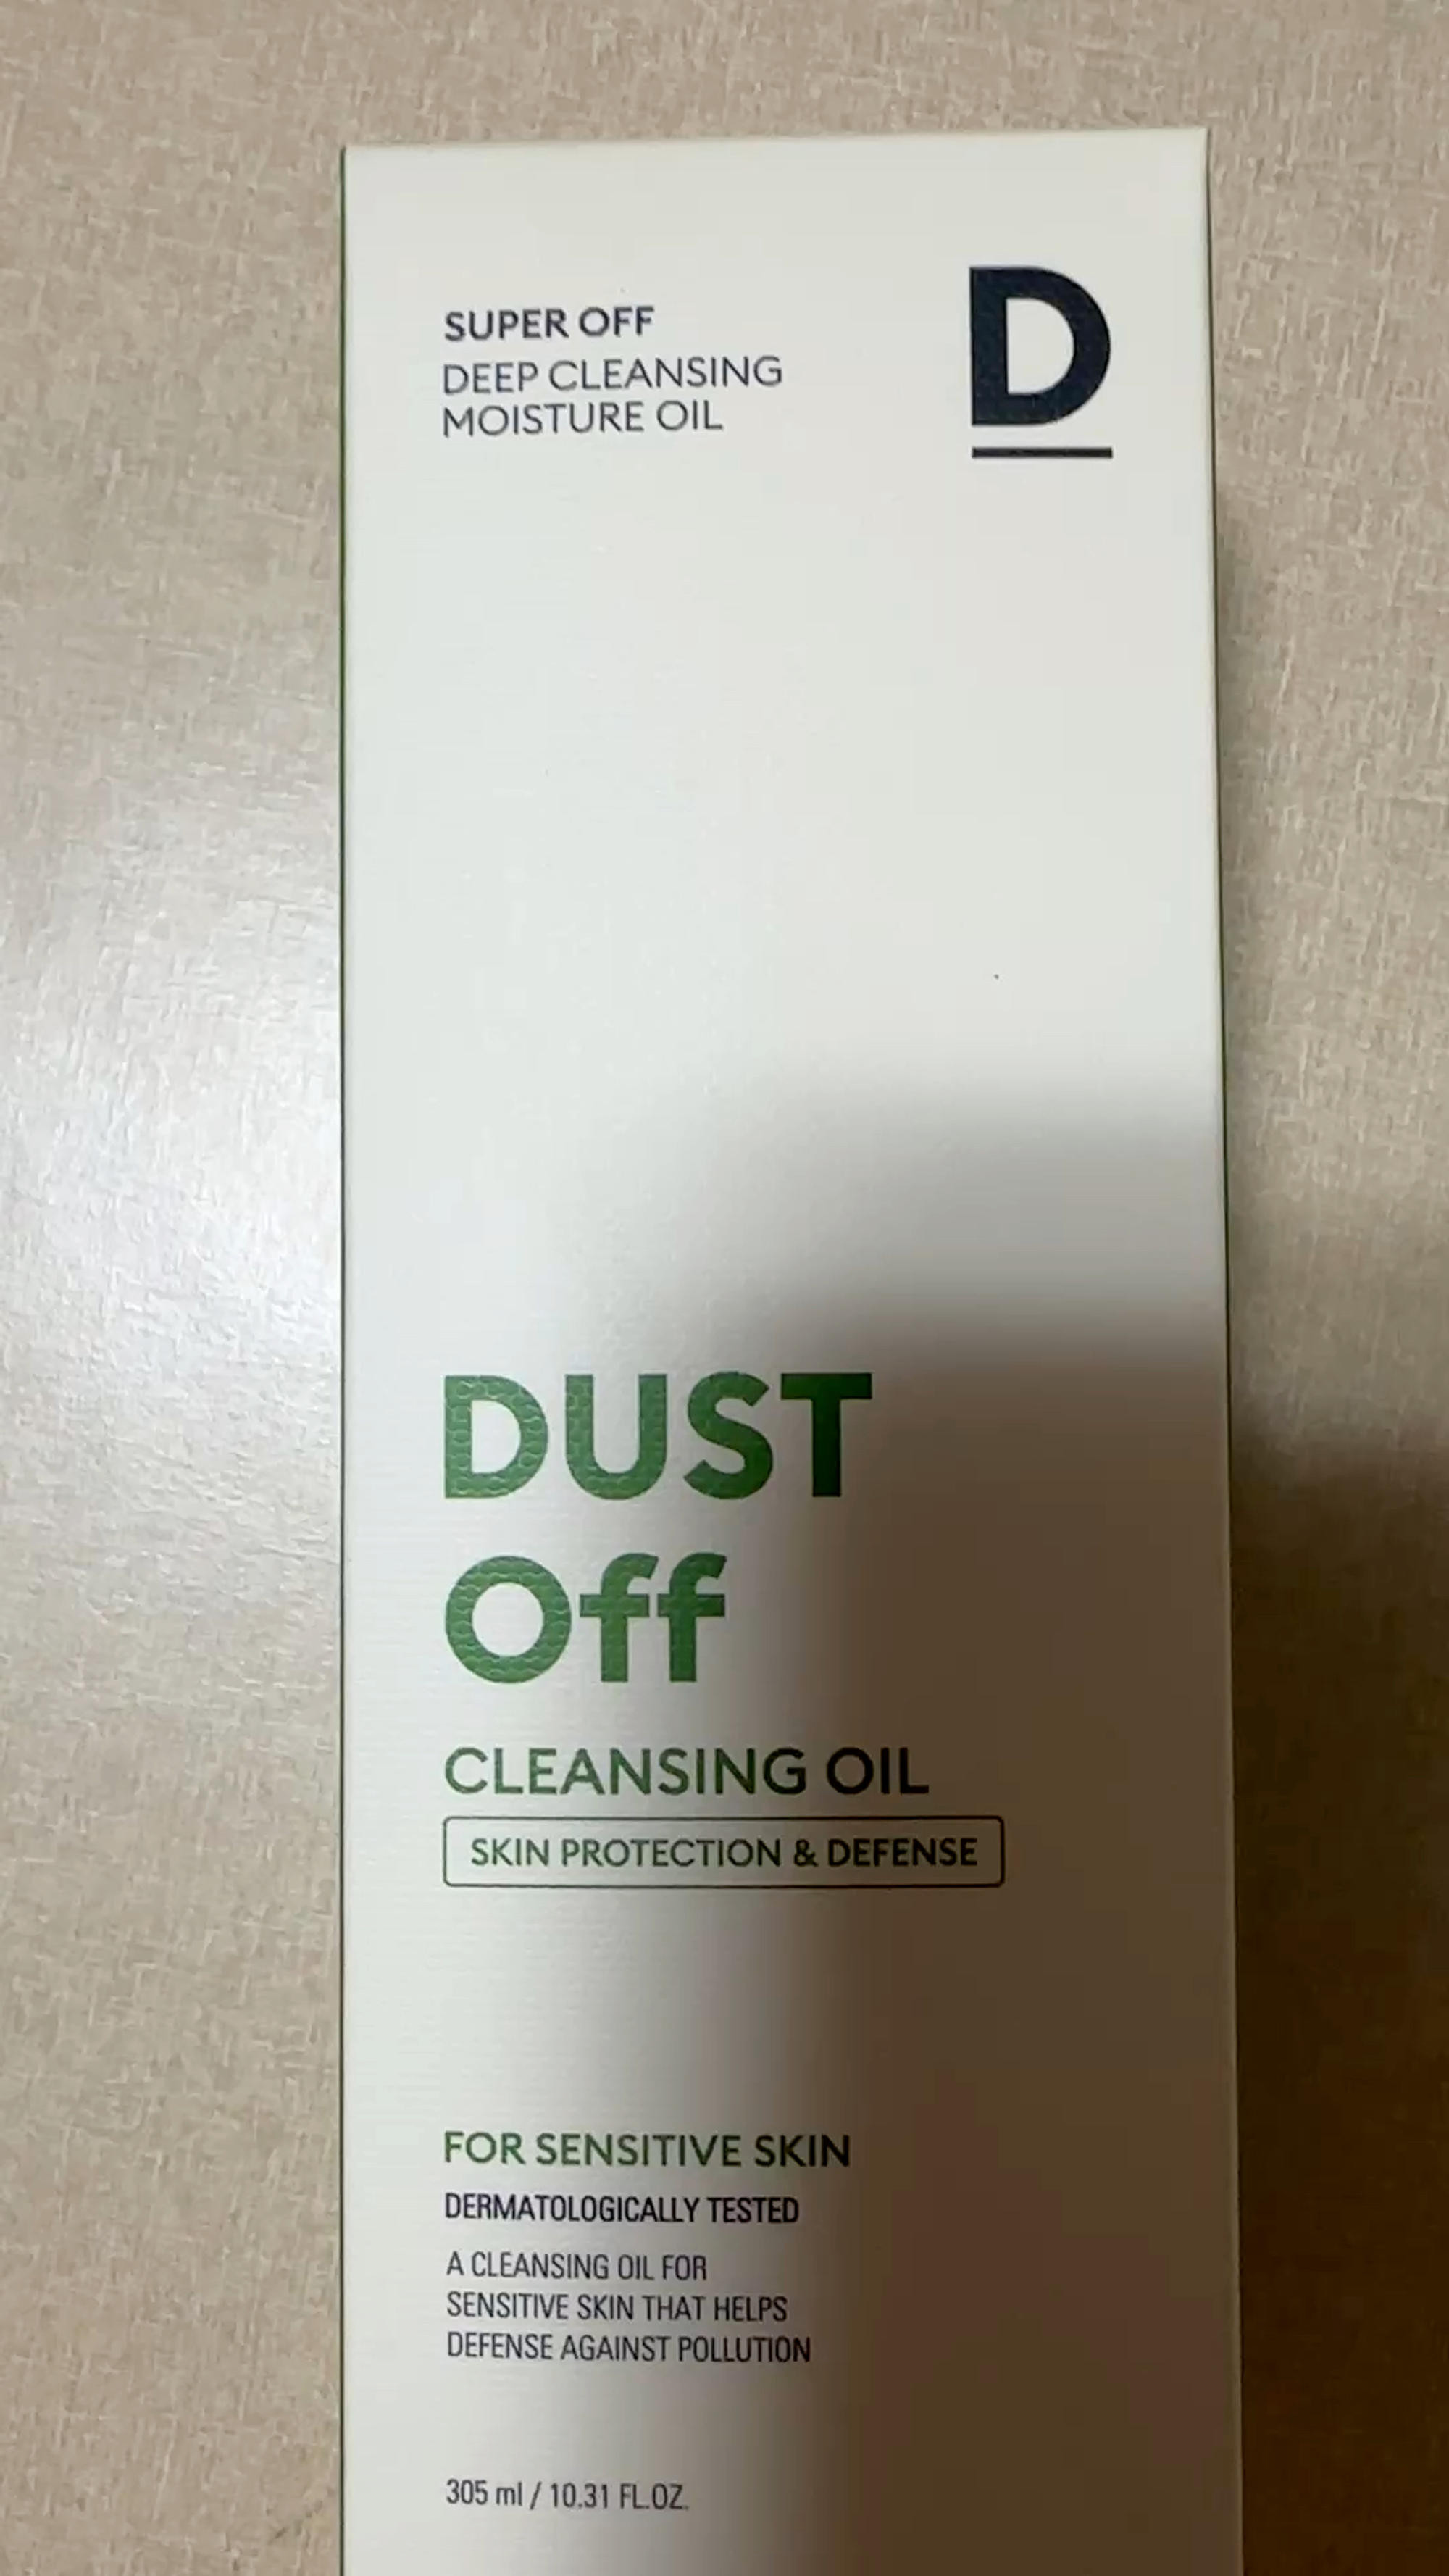 SUPER OFF
DEEP CLEANSING
MOISTURE OIL
D
DUST
Off
CLEANSING OIL
SKIN PROTECTION & DEFENSE
FOR SENSITIVE SKIN
DERMATOLOGICALLY TESTED
A CLEANSING OIL FOR
SENSITIVE SKIN THAT HELPS
DEFENSE AGAINST POLLUTION
305 ml / 10.31 FL.OZ.